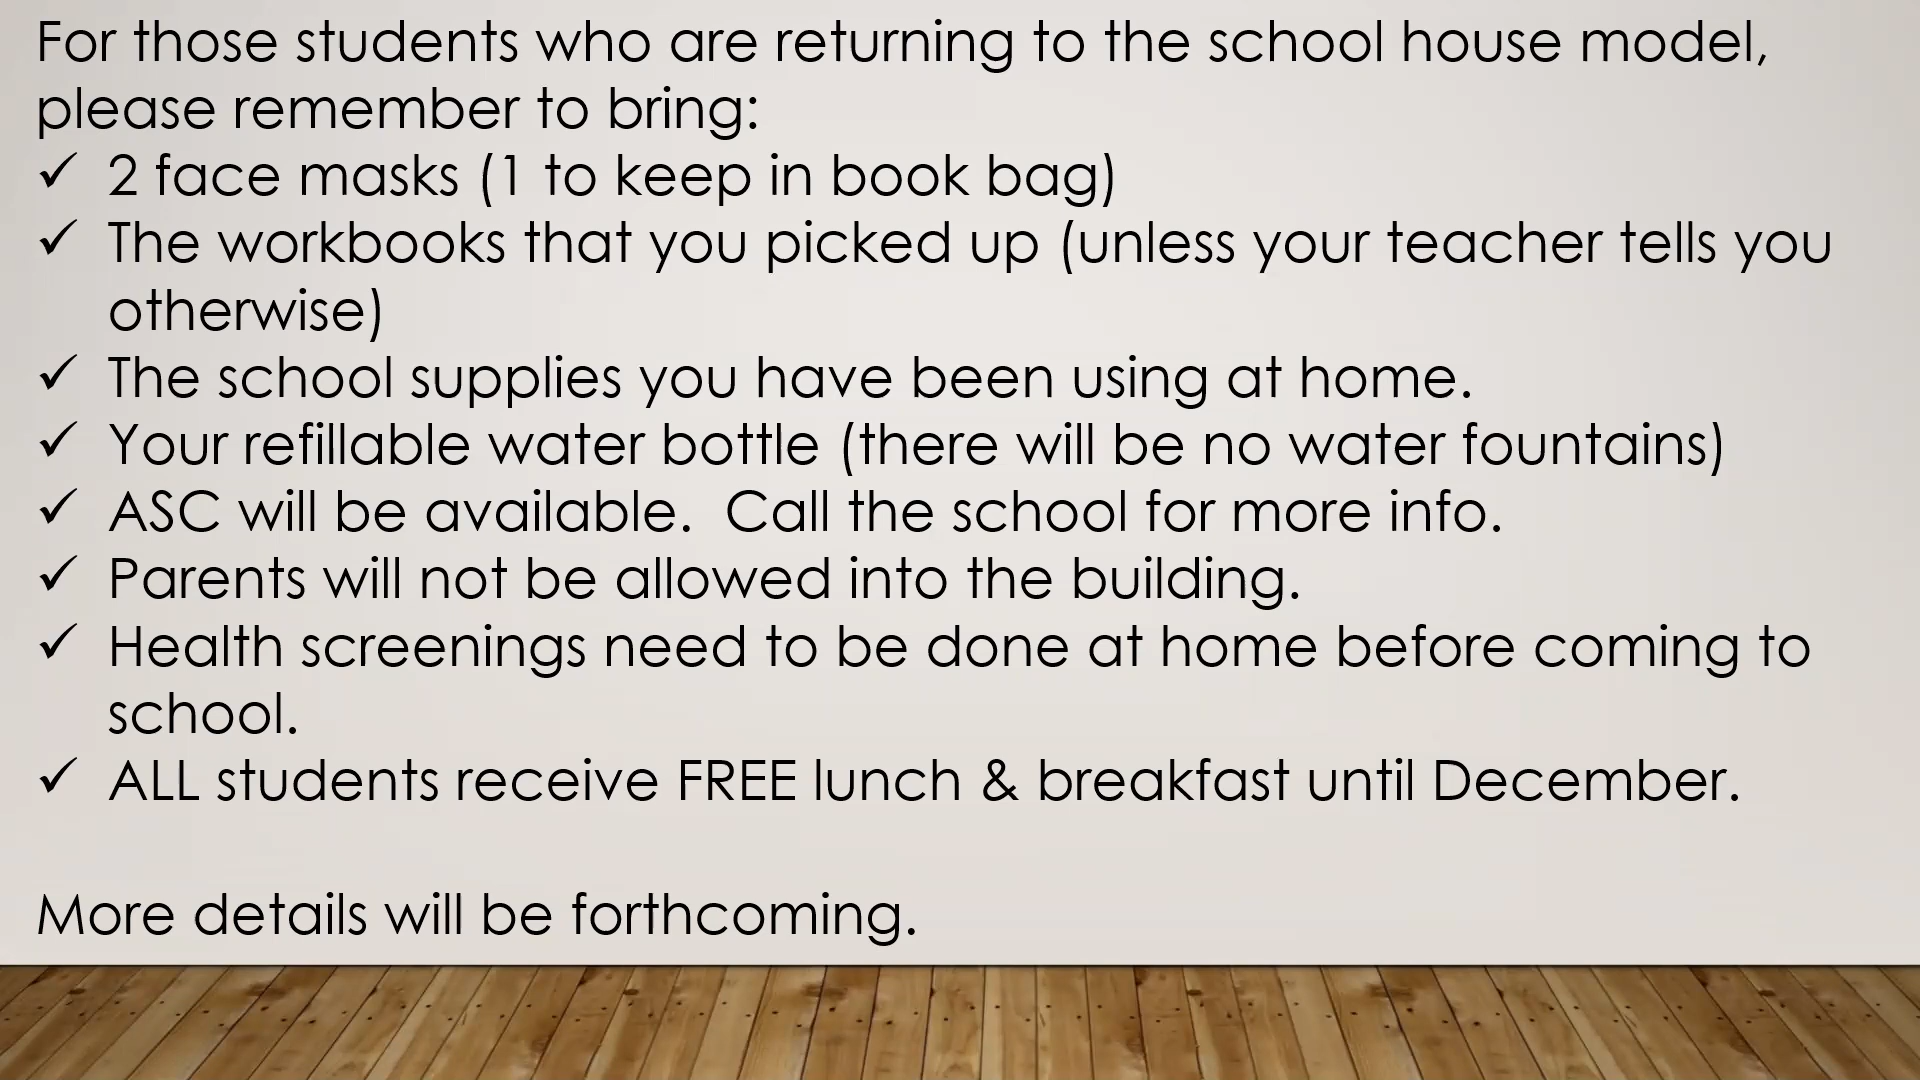 For those students who are returning to the school house model,
please remember to bring:
✓ 2 face masks (1 to keep in book bag)
✓ The workbooks that you picked up (unless your teacher tells you
otherwise)
✓ The school supplies you have been using at home.
✓ Your refillable water bottle (there will be no water fountains)
✓ ASC will be available.  Call the school for more info.
✓ Parents will not be allowed into the building.
✓ Health screenings need to be done at home before coming to
school.
✓ ALL students receive FREE lunch & breakfast until December.
More details will be forthcoming.